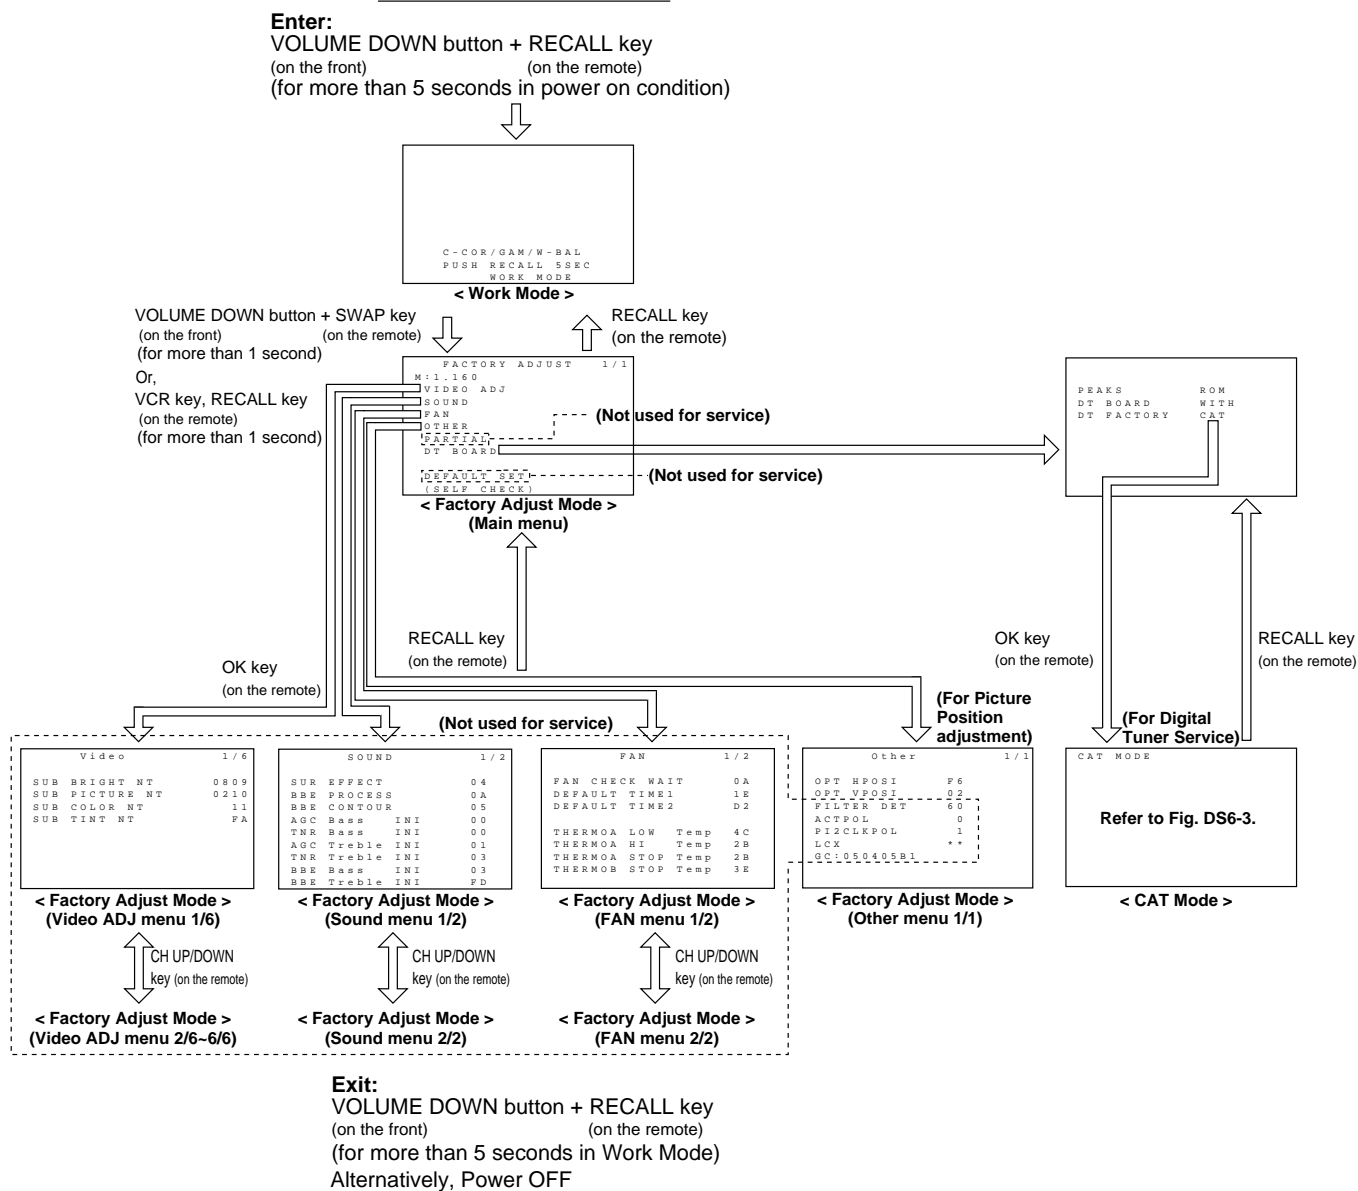 Enter:
VOLUME DOWN button + RECALL key
(on the front) (on the remote)
(for more than 5 seconds in power on condition)
C-COR/GAM/W-BAL
PUSH RECALL 5SEC
WORK MODE
< Work Mode >
VOLUME DOWN button + SWAP key
(on the front) (on the remote)
(for more than 1 second)
Or,
VCR key, RECALL key
(on the remote)
(for more than 1 second)
RECALL key
(on the remote)
FACTORY ADJUST 1/1
M:1.160
VIDEO ADJ
SOUND
FAN
OTHER
PARTIAL
DT BOARD
DEFAULT SET
(SELF CHECK)
(Not used for service)
(Not used for service)
< Factory Adjust Mode >
(Main menu)
PEAKS ROM
DT BOARD WITH
DT FACTORY CAT
RECALL key
(on the remote)
OK key
(on the remote)
OK key
(on the remote)
RECALL key
(on the remote)
(Not used for service)
(For Picture
Position
adjustment)
(For Digital
Tuner Service)
Video 1/6
SUB BRIGHT NT 0809
SUB PICTURE NT 0210
SUB COLOR NT 11
SUB TINT NT FA
< Factory Adjust Mode >
(Video ADJ menu 1/6)
CH UP/DOWN
key (on the remote)
< Factory Adjust Mode >
(Video ADJ menu 2/6~6/6)
SOUND 1/2
SUR EFFECT 04
BBE PROCESS 0A
BBE CONTOUR 05
AGC Bass INI 00
TNR Bass INI 00
AGC Treble INI 01
TNR Treble INI 03
BBE Bass INI 03
BBE Treble INI FD
< Factory Adjust Mode >
(Sound menu 1/2)
CH UP/DOWN
key (on the remote)
< Factory Adjust Mode >
(Sound menu 2/2)
FAN 1/2
FAN CHECK WAIT 0A
DEFAULT TIME1 1E
DEFAULT TIME2 D2
THERMOA LOW Temp 4C
THERMOA HI Temp 2B
THERMOA STOP Temp 2B
THERMOB STOP Temp 3E
< Factory Adjust Mode >
(FAN menu 1/2)
CH UP/DOWN
key (on the remote)
< Factory Adjust Mode >
(FAN menu 2/2)
Other 1/1
OPT HPOSI F6
OPT VPOSI 02
FILTER DET 60
ACTPOL 0
PI2CLKPOL 1
LCX **
GC:050405B1
< Factory Adjust Mode >
(Other menu 1/1)
CAT MODE
Refer to Fig. DS6-3.
< CAT Mode >
Exit:
VOLUME DOWN button + RECALL key
(on the front) (on the remote)
(for more than 5 seconds in Work Mode)
Alternatively, Power OFF